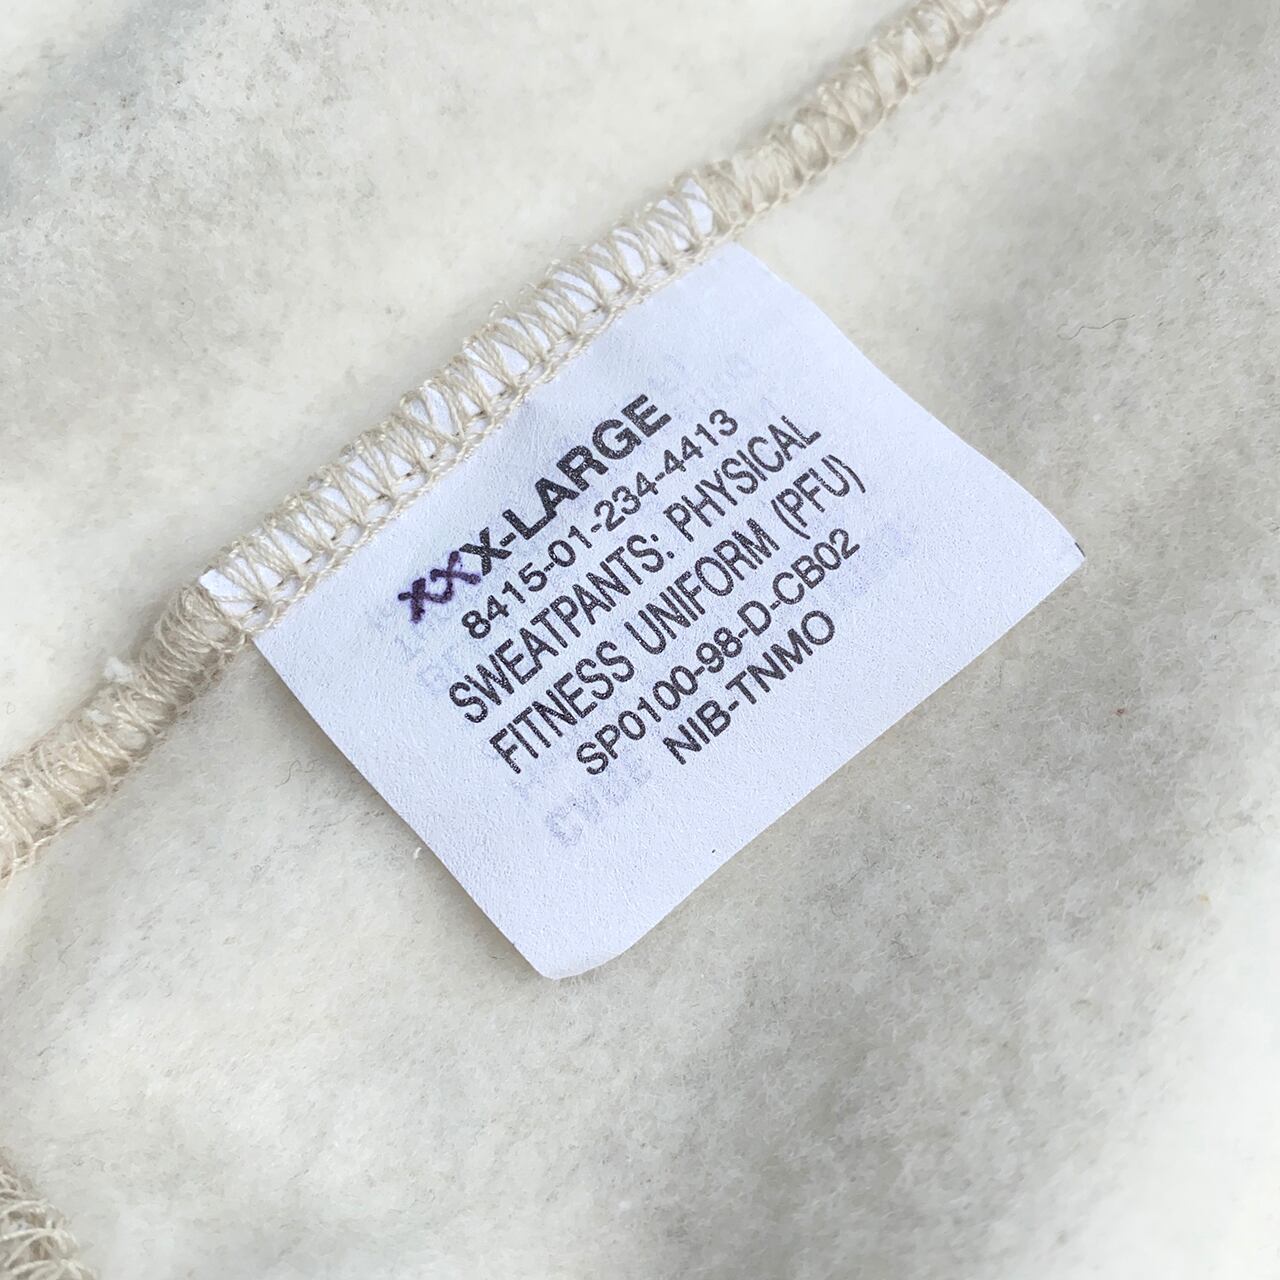 XXX-LARGE
8415-01-234-4413
SWEATPANTS: PHYSICAL
FITNESS UNIFORM (PFU)
SP0100-98-D-CB02
NIB-TNMO